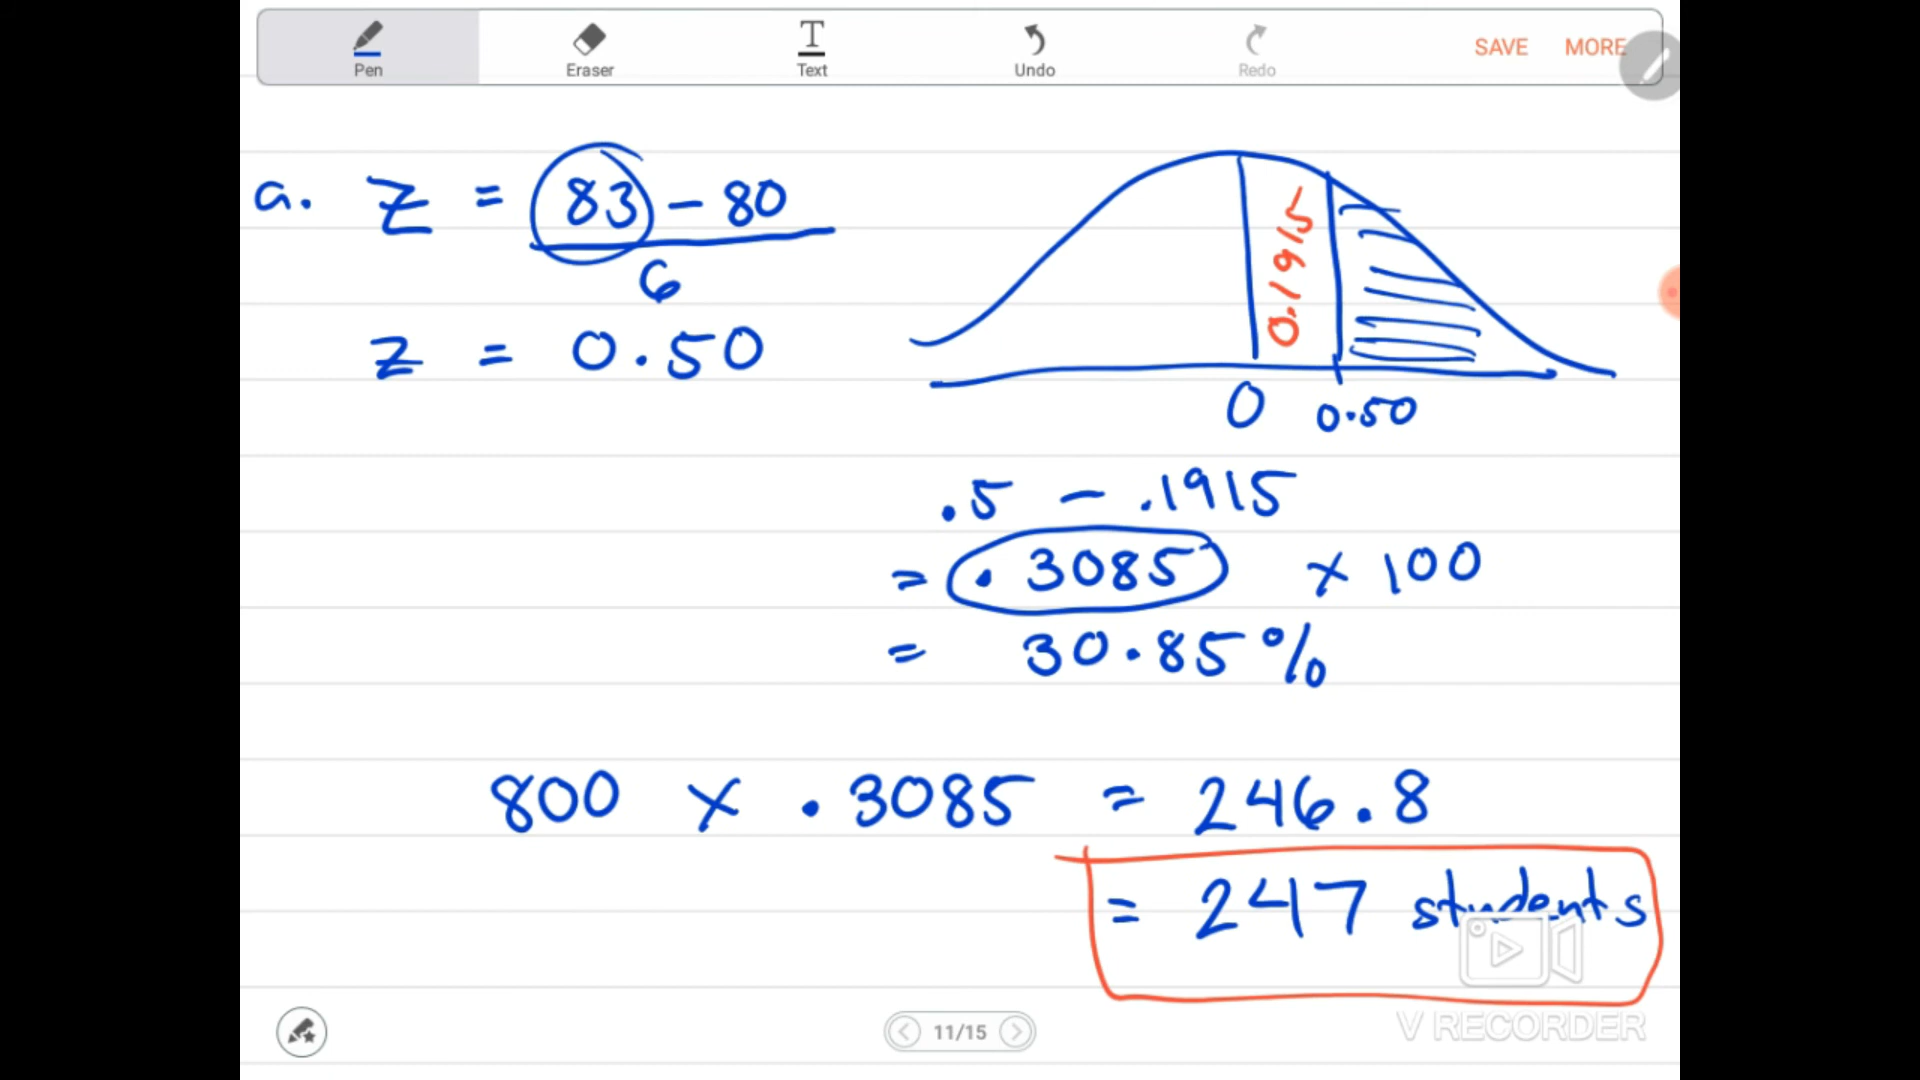 Pen Eraser Text Undo Redo SAVE MORE
a. Z = 83 - 80
6
Z = 0.50
0.1915
0 0.50
.5 - .1915
= .3085 x 100
= 30.85%
800 x .3085 = 246.8
= 247 students
V RECORDER
11/15